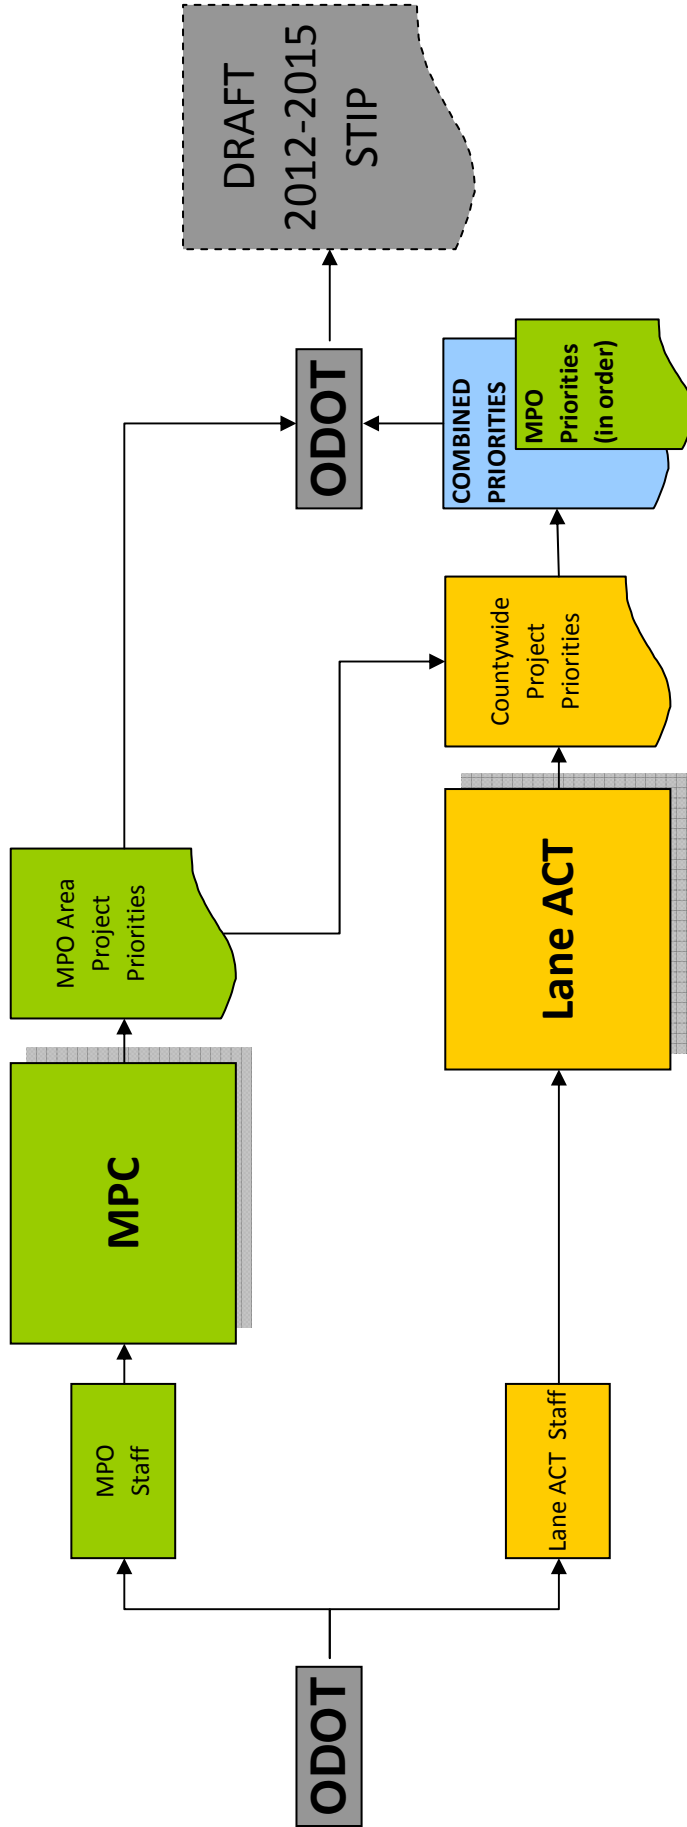 ODOT
MPO
Staff
MPC
MPO Area
Project
Priorities
Lane ACT  Staff
Lane ACT
Countywide
Project
Priorities
COMBINED
PRIORITIES
MPO
Priorities
(in order)
ODOT
DRAFT
2012-2015
STIP